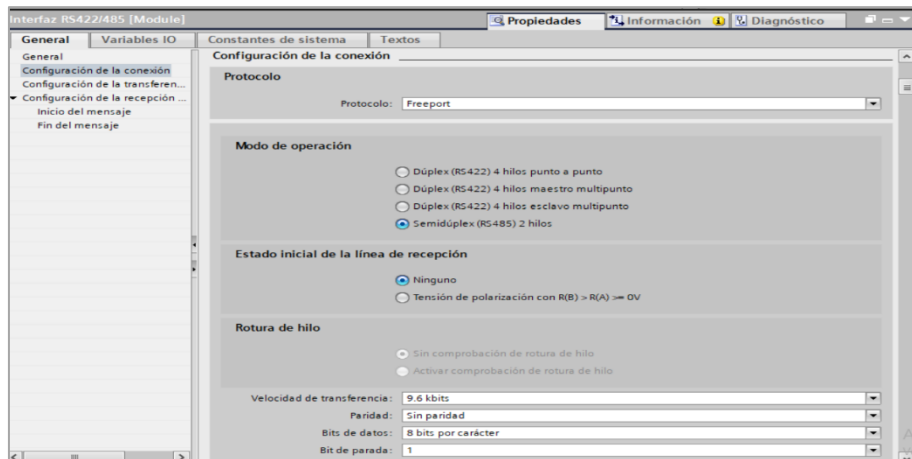 Interfaz RS422/485 [Module]
Propiedades
Información
Diagnóstico
General
Variables IO
Constantes de sistema
Textos
General
Configuración de la conexión
Configuración de la transferen...
Configuración de la recepción ...
Inicio del mensaje
Fin del mensaje
Configuración de la conexión
Protocolo
Protocolo: Freeport
Modo de operación
Dúplex (RS422) 4 hilos punto a punto
Dúplex (RS422) 4 hilos maestro multipunto
Dúplex (RS422) 4 hilos esclavo multipunto
Semidúplex (RS485) 2 hilos
Estado inicial de la línea de recepción
Ninguno
Tensión de polarización con R(B) > R(A) >= 0V
Rotura de hilo
Sin comprobación de rotura de hilo
Activar comprobación de rotura de hilo
Velocidad de transferencia: 9.6 kbits
Paridad: Sin paridad
Bits de datos: 8 bits por carácter
Bit de parada: 1